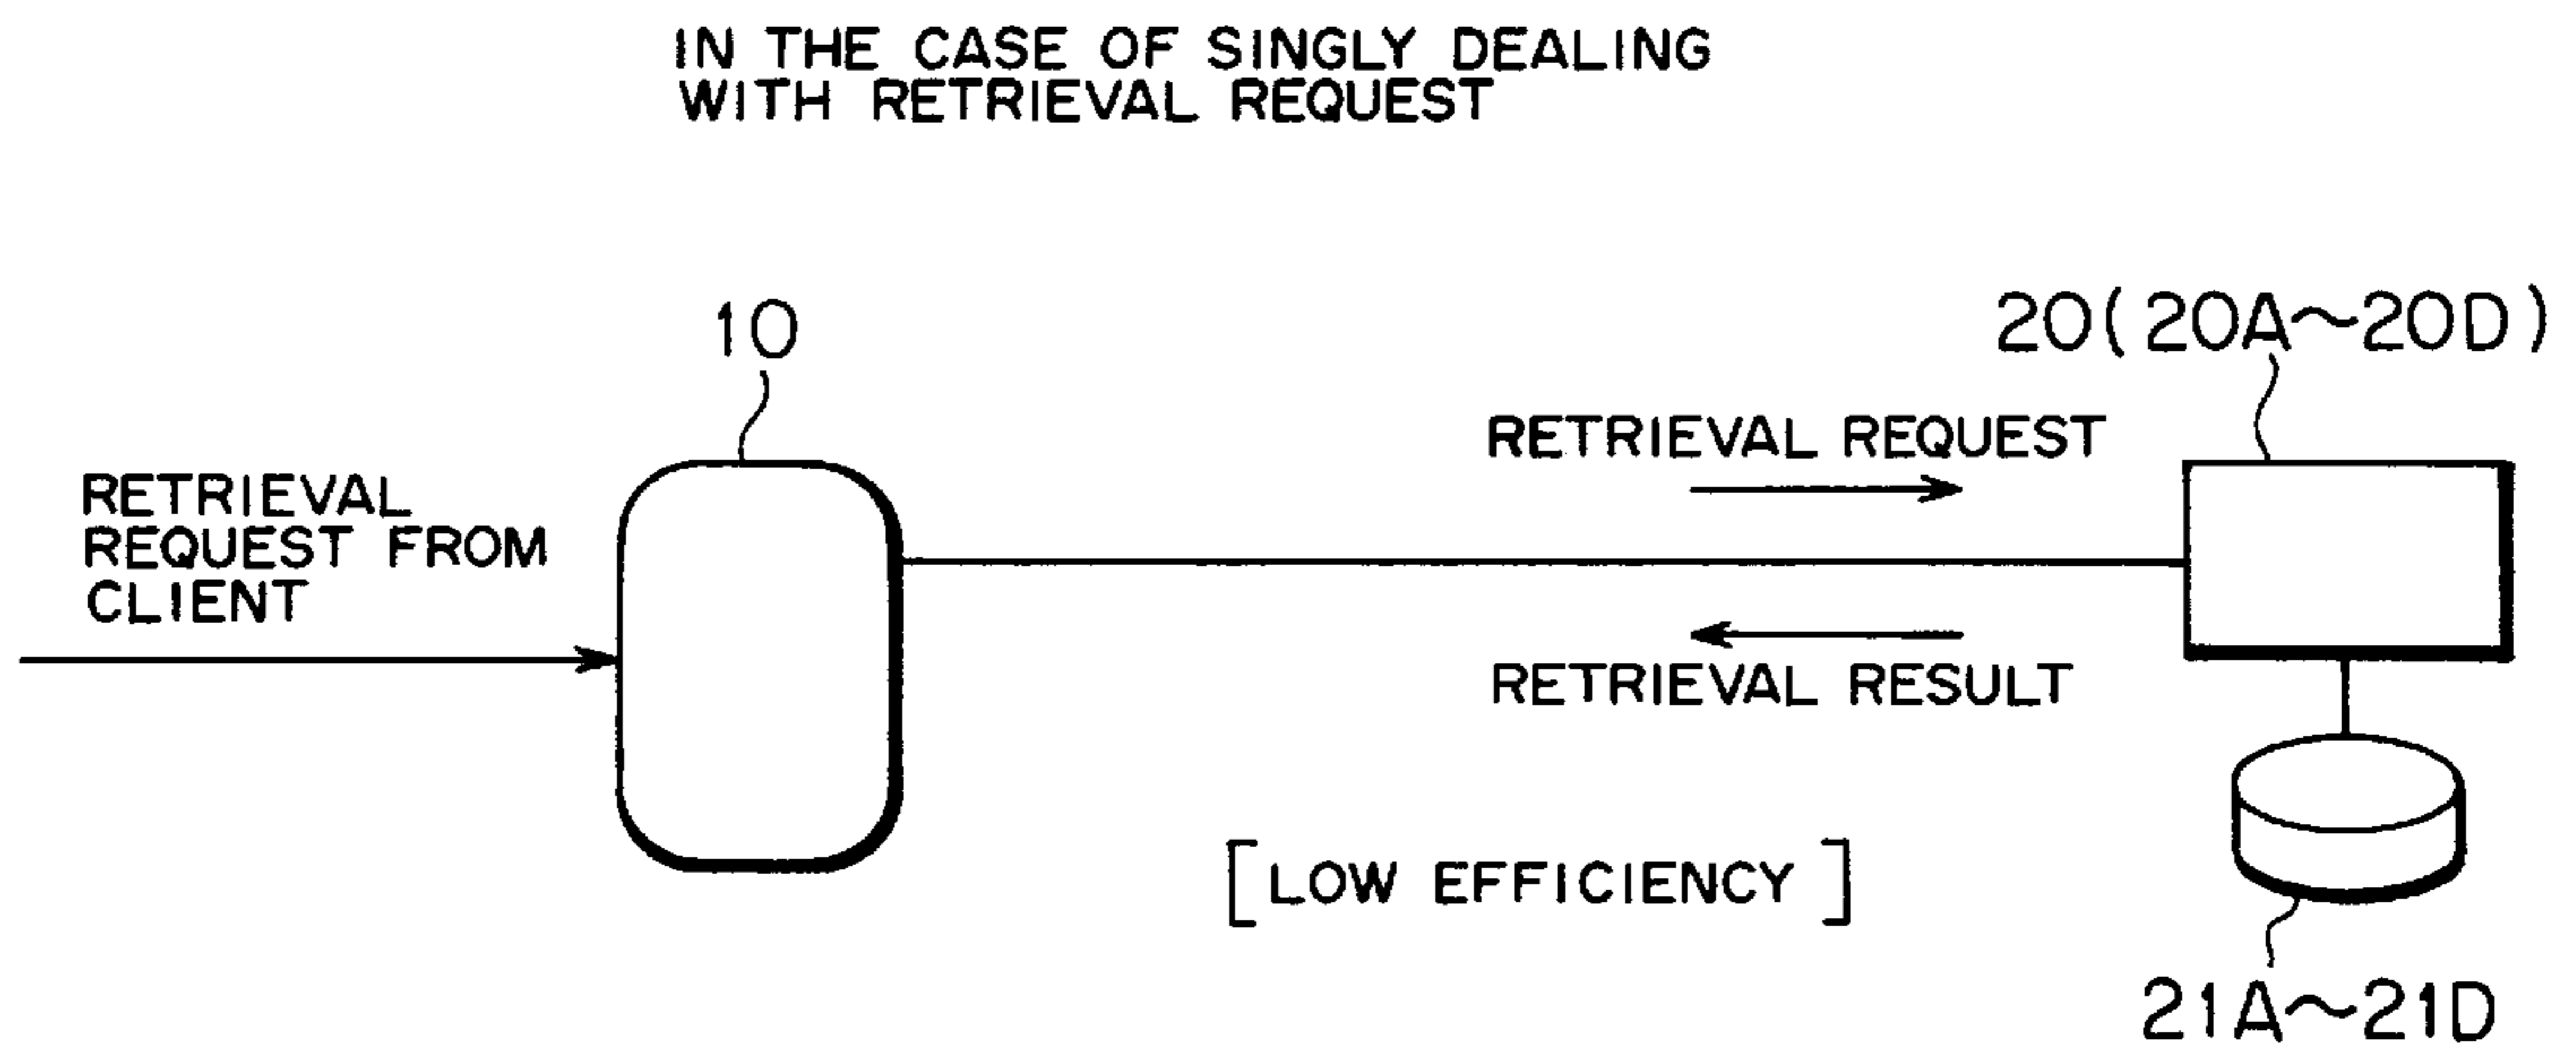 IN THE CASE OF SINGLY DEALING
WITH RETRIEVAL REQUEST
10
20(20A～20D)
RETRIEVAL REQUEST
RETRIEVAL
REQUEST FROM
CLIENT
RETRIEVAL RESULT
[LOW EFFICIENCY]
21A～21D